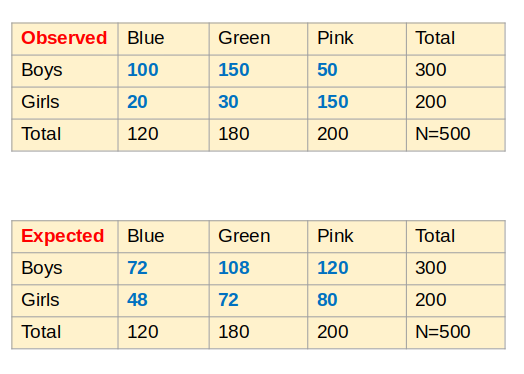 Observed Blue Green Pink Total
Boys 100 150 50 300
Girls 20 30 150 200
Total 120 180 200 N=500
Expected Blue Green Pink Total
Boys 72 108 120 300
Girls 48 72 80 200
Total 120 180 200 N=500